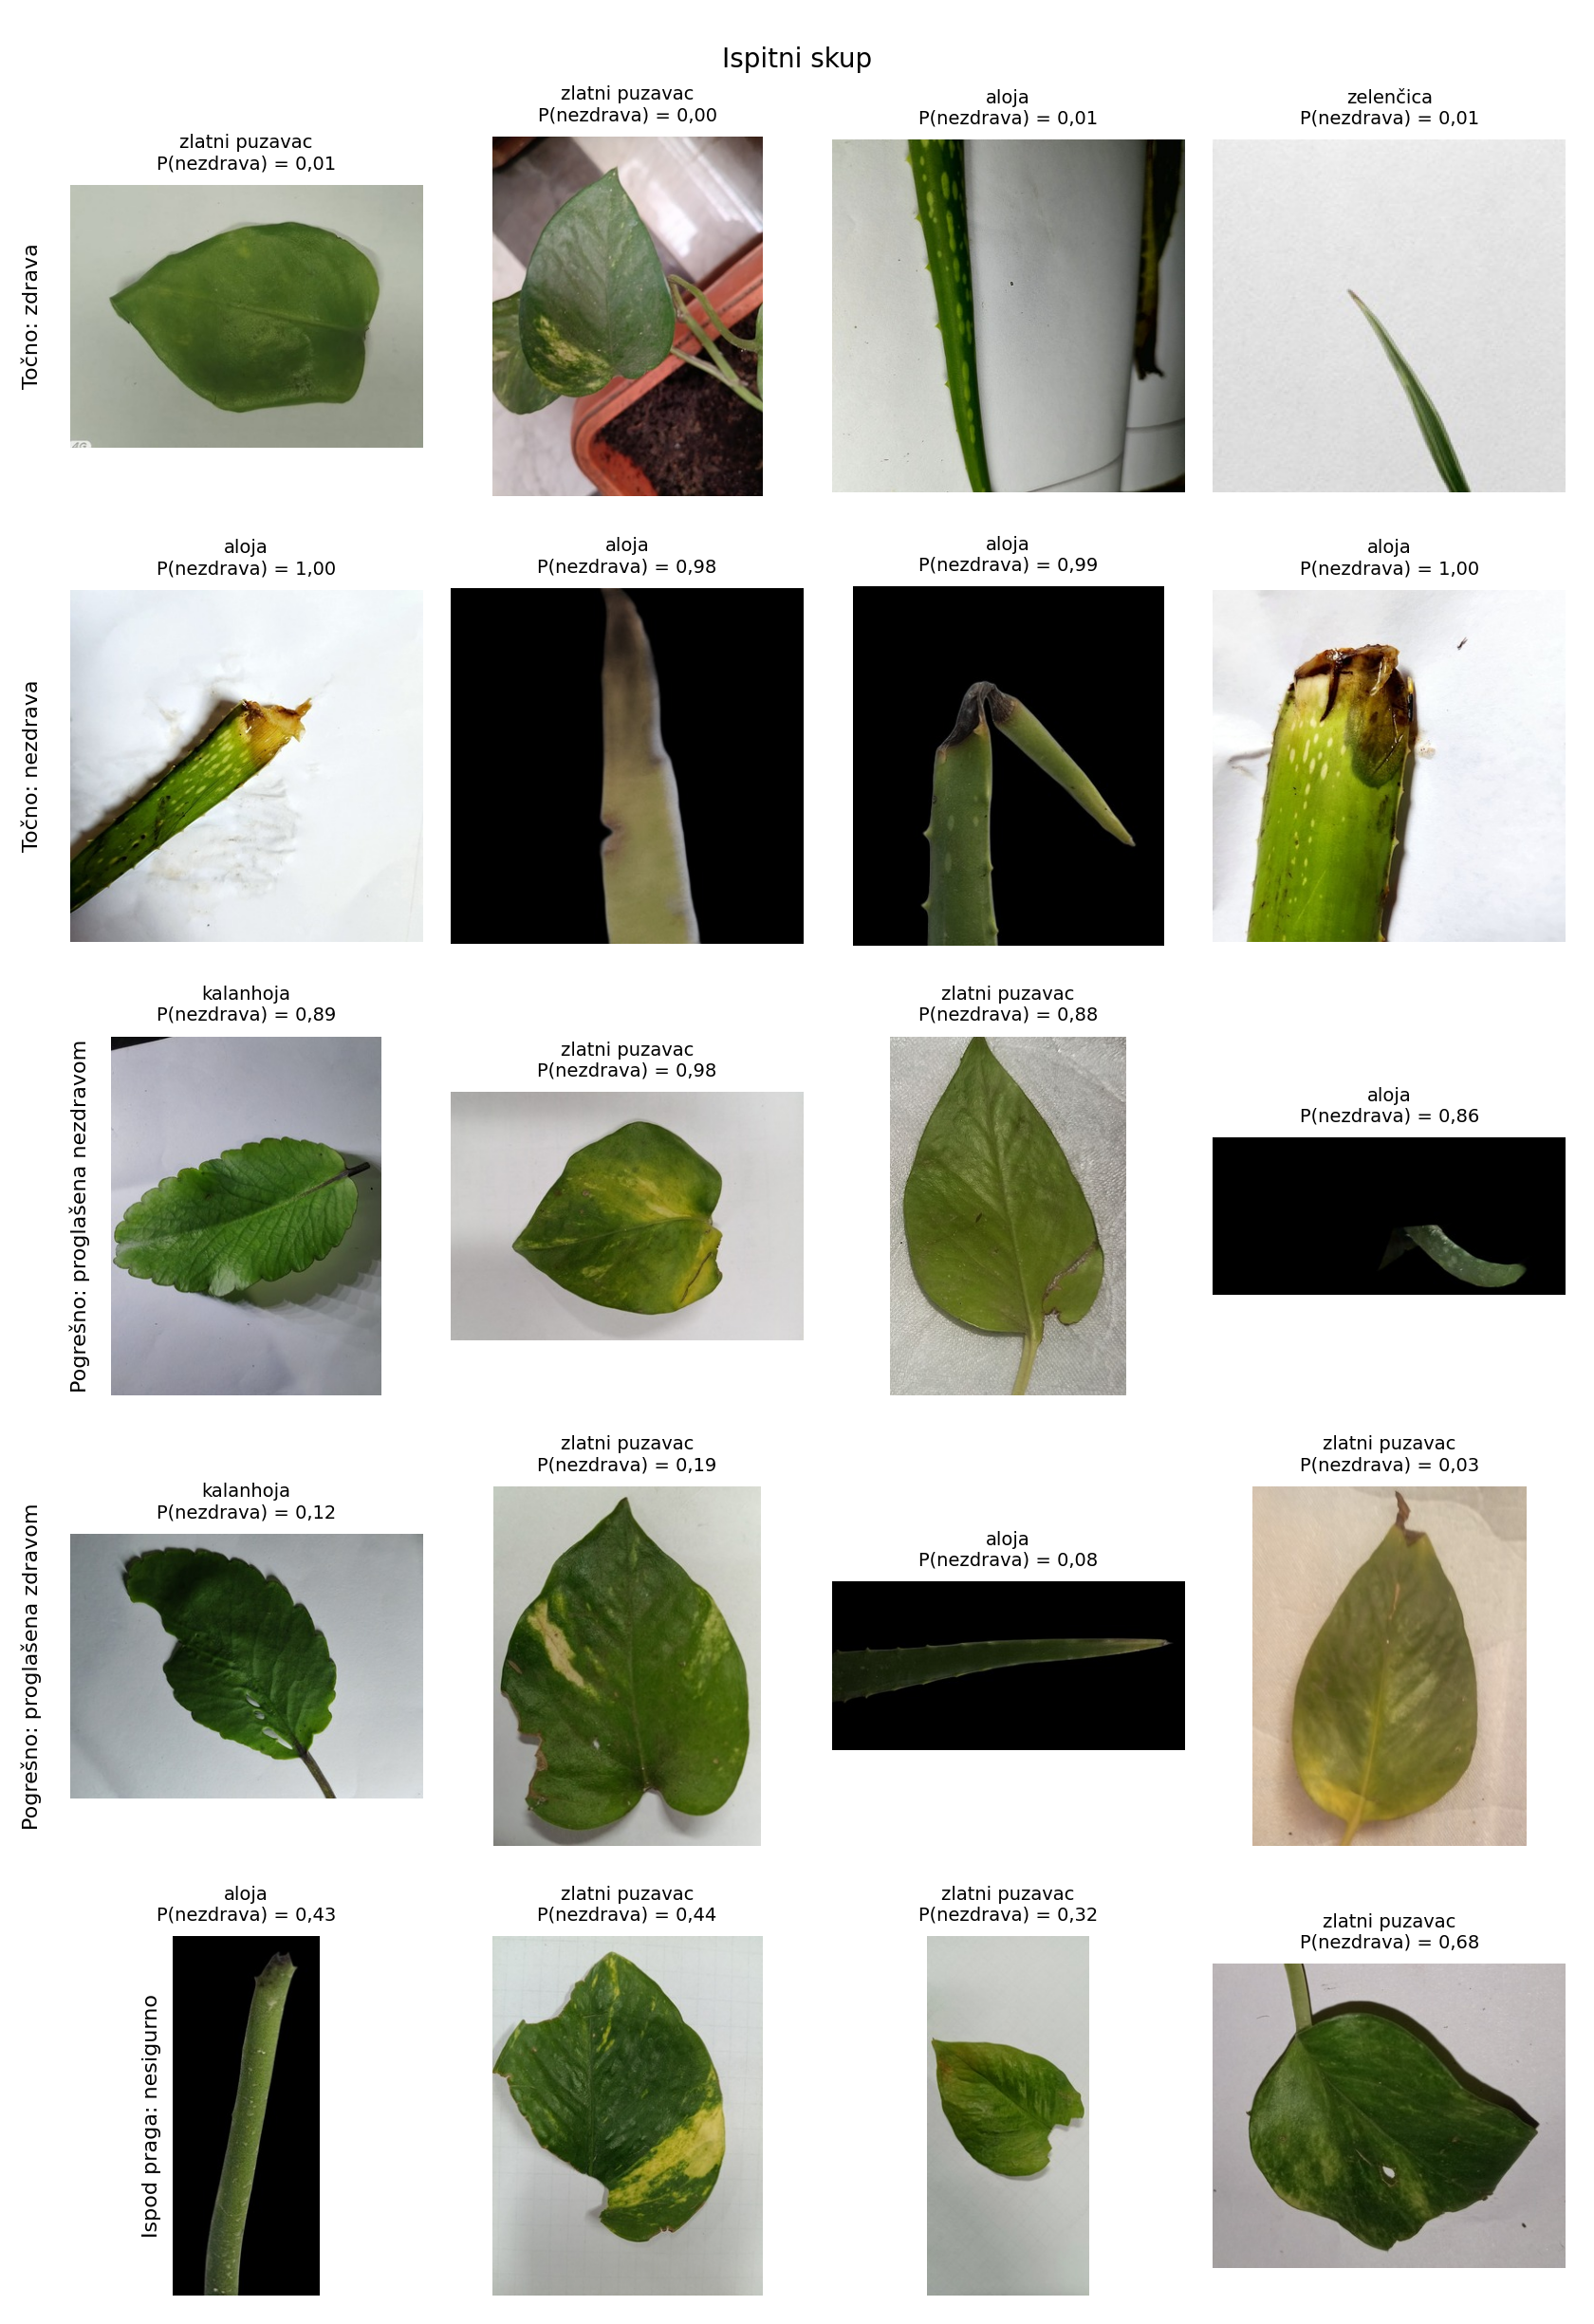 Ispitni skup
zlatni puzavac
P(nezdrava) = 0,01
zlatni puzavac
P(nezdrava) = 0,00
aloja
P(nezdrava) = 0,01
zelenčica
P(nezdrava) = 0,01
Točno: zdrava
aloja
P(nezdrava) = 1,00
aloja
P(nezdrava) = 0,98
aloja
P(nezdrava) = 0,99
aloja
P(nezdrava) = 1,00
Točno: nezdrava
kalanhoja
P(nezdrava) = 0,89
zlatni puzavac
P(nezdrava) = 0,98
zlatni puzavac
P(nezdrava) = 0,88
aloja
P(nezdrava) = 0,86
Pogrešno: proglašena nezdravom
kalanhoja
P(nezdrava) = 0,12
zlatni puzavac
P(nezdrava) = 0,19
aloja
P(nezdrava) = 0,08
zlatni puzavac
P(nezdrava) = 0,03
Pogrešno: proglašena zdravom
aloja
P(nezdrava) = 0,43
zlatni puzavac
P(nezdrava) = 0,44
zlatni puzavac
P(nezdrava) = 0,32
zlatni puzavac
P(nezdrava) = 0,68
Ispod praga: nesigurno